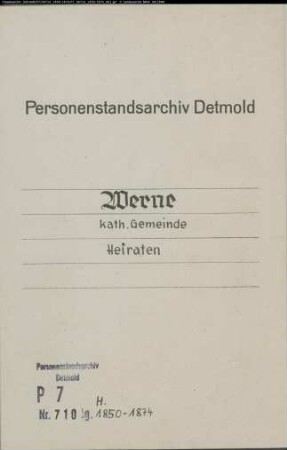 Personenstandsarchiv Detmold
Werne
kath. Gemeinde
Heiraten
Personenstandsarchiv
Detmold
P 7 H.
Nr. 710 Jg. 1850-1874